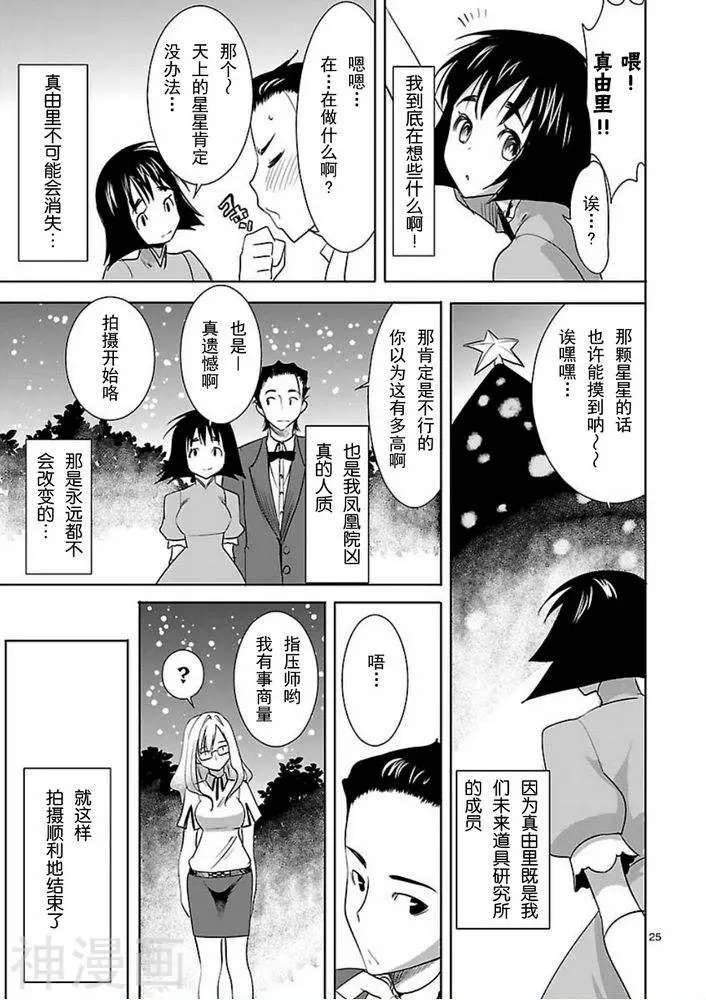 喂！
真由里!!
诶…？
我到底在想些什么啊！
嗯嗯…
在…在做什么啊？
那个～
天上的星星肯定
没办法…
真由里不可能会消失…
那颗星星的话
也许能摸到呐～
诶嘿嘿…
那肯定是不行的
你以为这有多高啊
也是我凤凰院凶
真的人质
也是—
真遗憾啊
拍摄开始咯
那是永远都不
会改变的…
因为真由里既是我
们未来道具研究所
的成员
唔…
指压师哟
我有事商量
?
就这样
拍摄顺利地结束了
25
神漫画